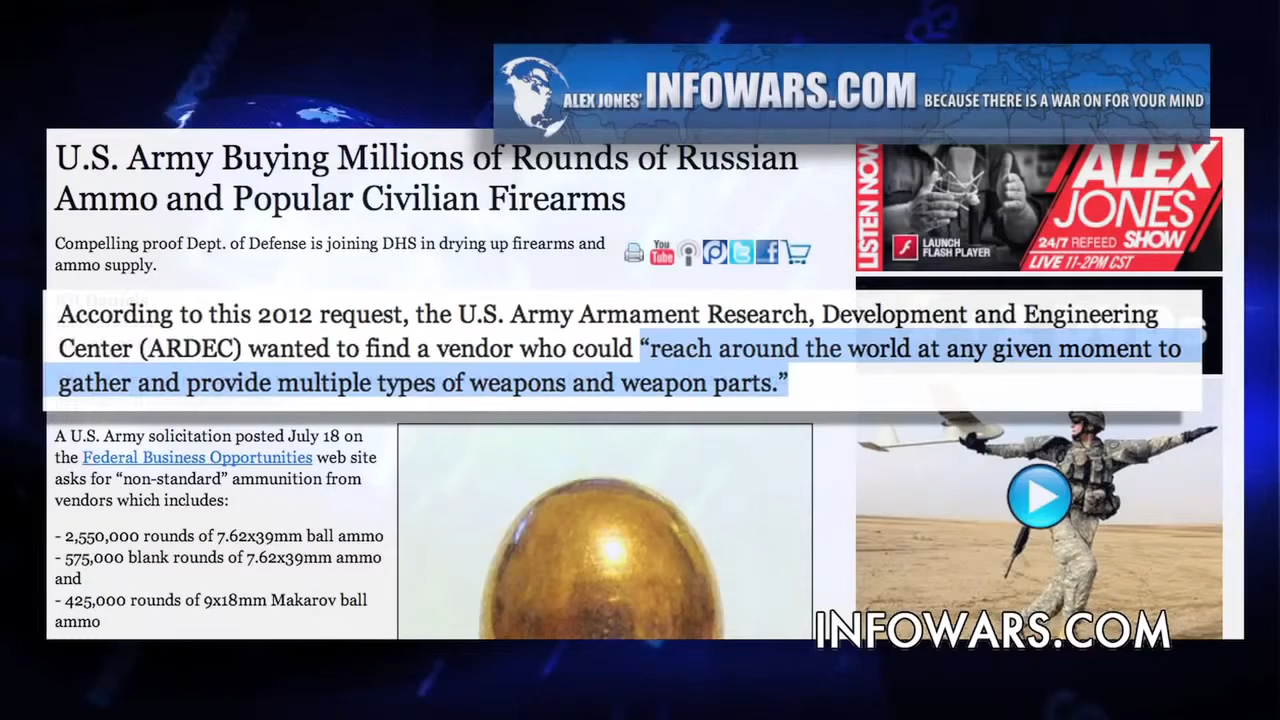 ALEX JONES' INFOWARS.COM BECAUSE THERE IS A WAR ON FOR YOUR MIND
U.S. Army Buying Millions of Rounds of Russian
Ammo and Popular Civilian Firearms
Compelling proof Dept. of Defense is joining DHS in drying up firearms and
ammo supply.
You
Tube
LISTEN NOW
ALEX
JONES
SHOW
LAUNCH
FLASH PLAYER
24/7 REFEED
LIVE 11-2PM CST
According to this 2012 request, the U.S. Army Armament Research, Development and Engineering
Center (ARDEC) wanted to find a vendor who could “reach around the world at any given moment to
gather and provide multiple types of weapons and weapon parts.”
A U.S. Army solicitation posted July 18 on
the Federal Business Opportunities web site
asks for “non-standard” ammunition from
vendors which includes:
- 2,550,000 rounds of 7.62x39mm ball ammo
- 575,000 blank rounds of 7.62x39mm ammo
and
- 425,000 rounds of 9x18mm Makarov ball
ammo
INFOWARS.COM